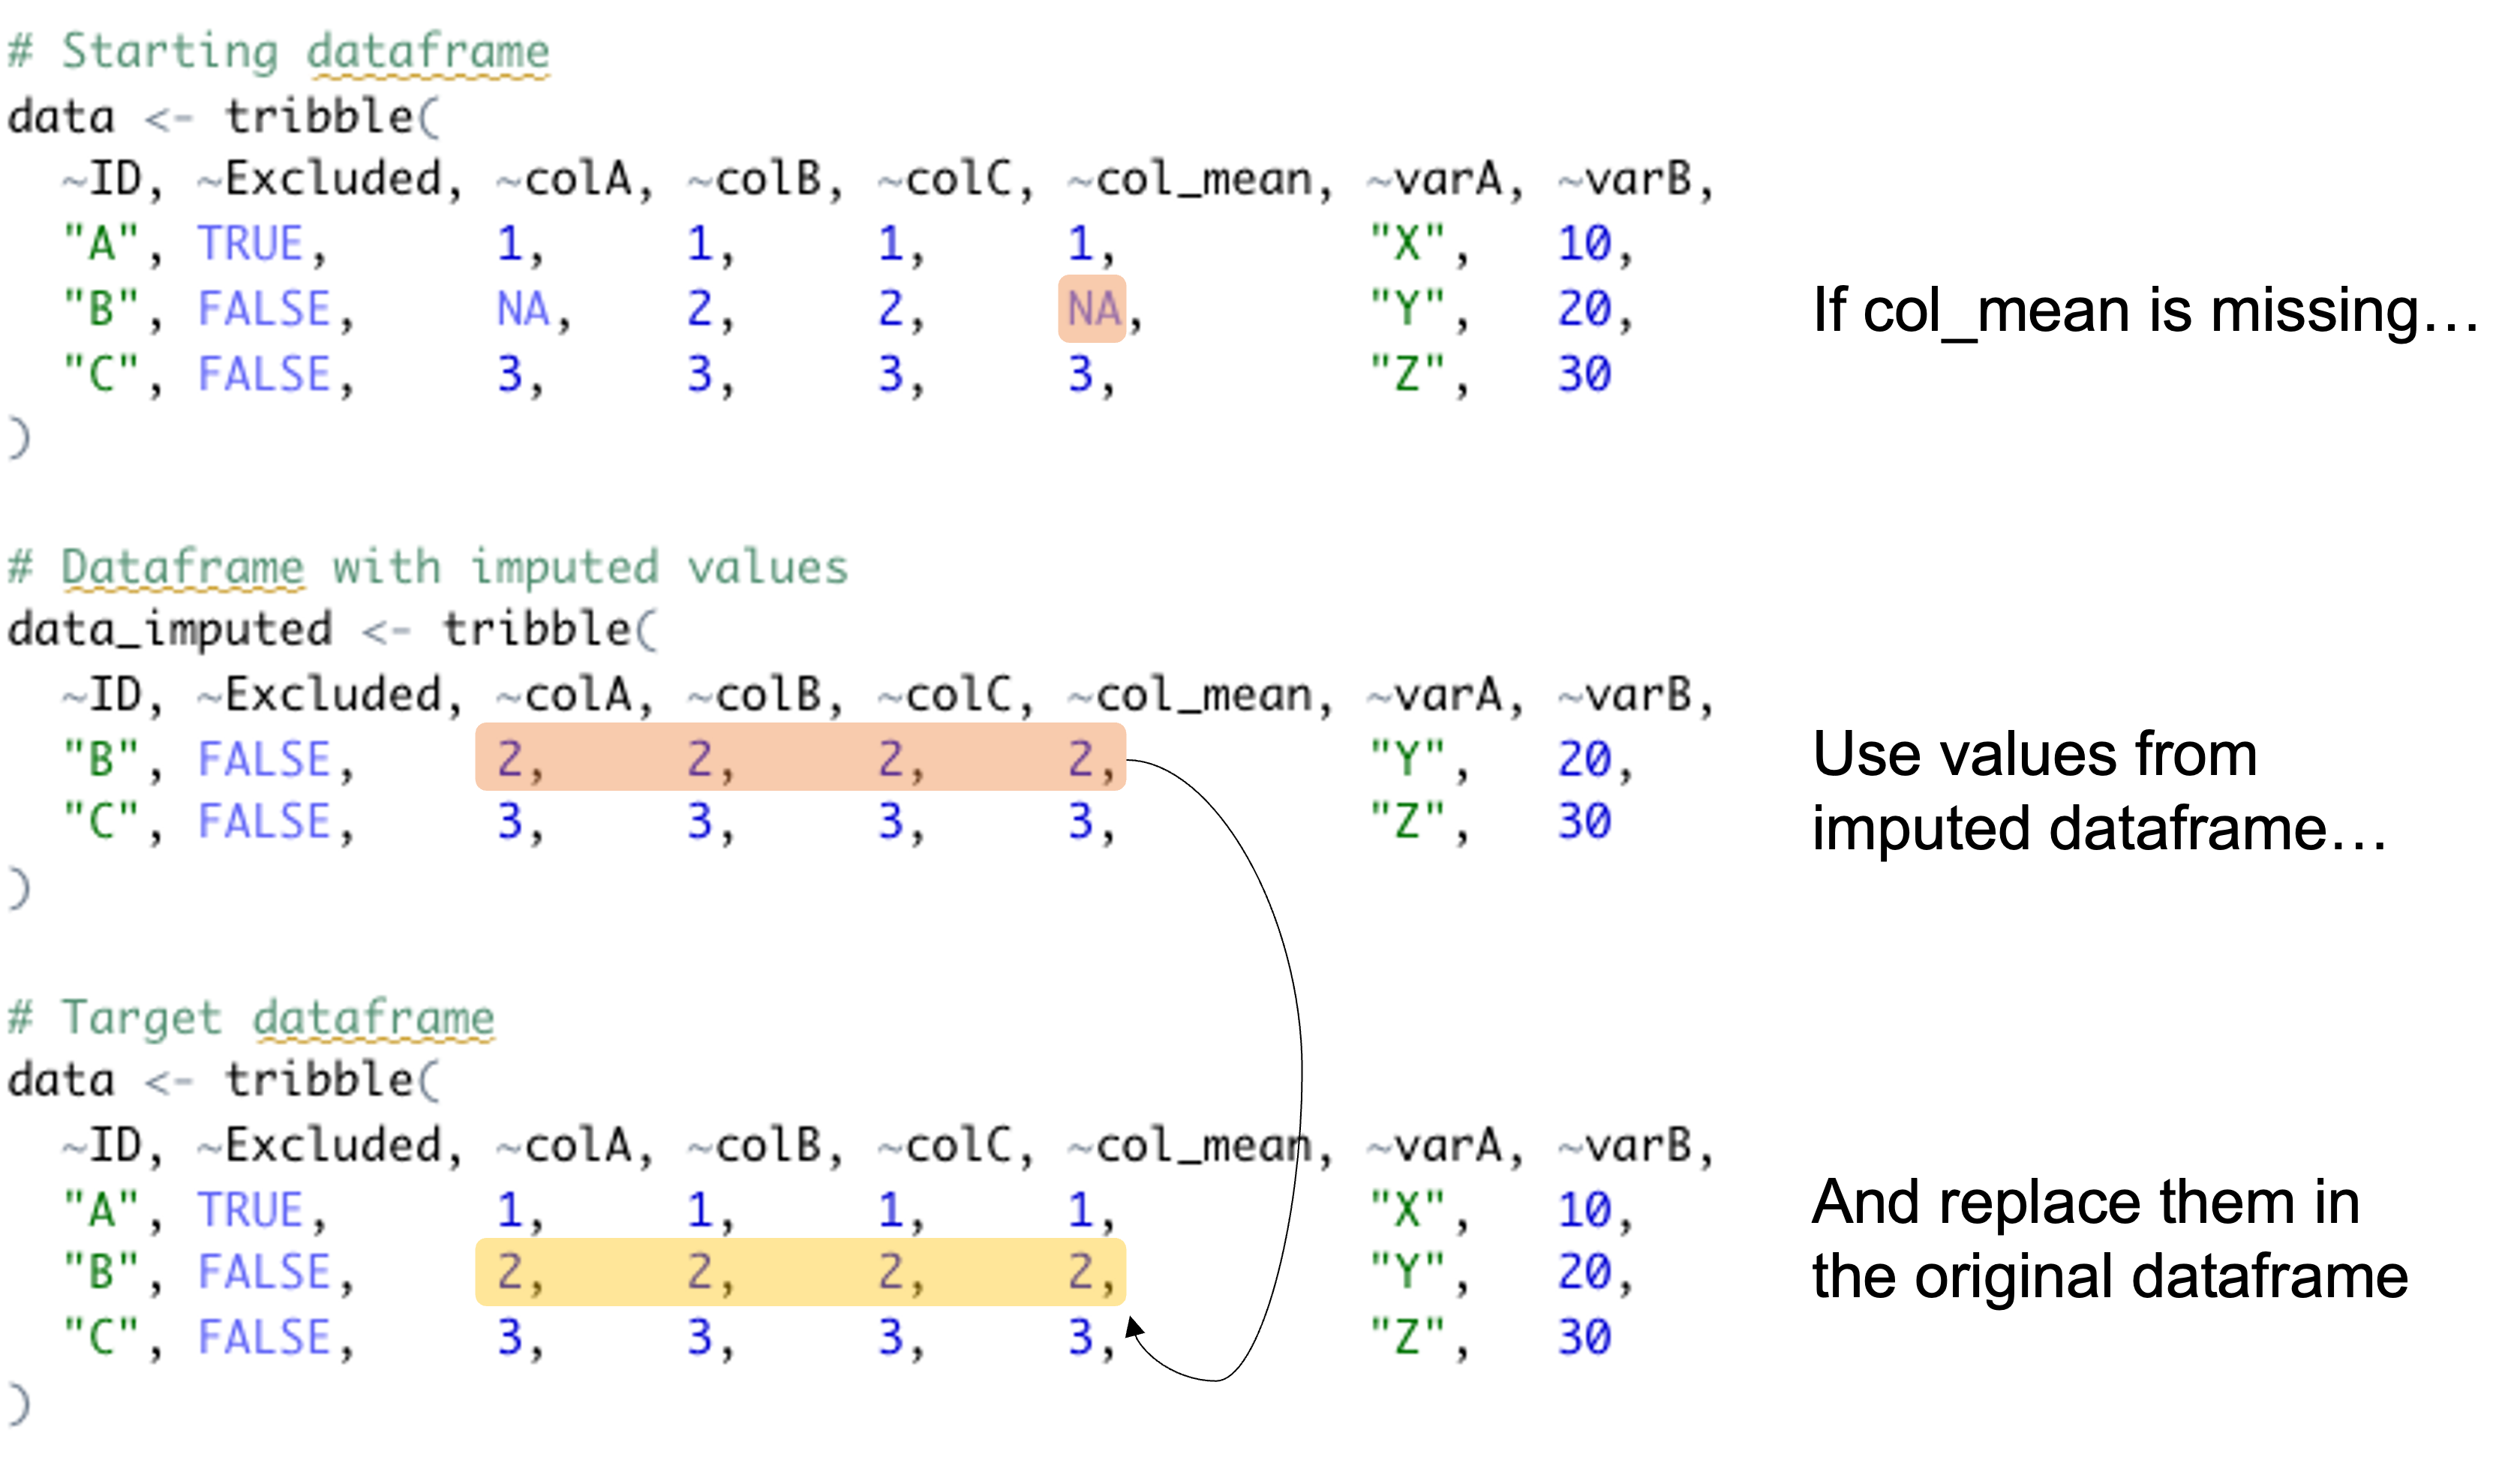 # Starting dataframe
data <- tribble(
~ID, ~Excluded, ~colA, ~colB, ~colC, ~col_mean, ~varA, ~varB,
"A", TRUE, 1, 1, 1, 1, "X", 10,
"B", FALSE, NA, 2, 2, NA, "Y", 20,
If col_mean is missing…
"C", FALSE, 3, 3, 3, 3, "Z", 30
)
# Dataframe with imputed values
data_imputed <- tribble(
~ID, ~Excluded, ~colA, ~colB, ~colC, ~col_mean, ~varA, ~varB,
"B", FALSE, 2, 2, 2, 2, "Y", 20,
"C", FALSE, 3, 3, 3, 3, "Z", 30
)
Use values from
imputed dataframe…
# Target dataframe
data <- tribble(
~ID, ~Excluded, ~colA, ~colB, ~colC, ~col_mean, ~varA, ~varB,
"A", TRUE, 1, 1, 1, 1, "X", 10,
"B", FALSE, 2, 2, 2, 2, "Y", 20,
"C", FALSE, 3, 3, 3, 3, "Z", 30
)
And replace them in
the original dataframe